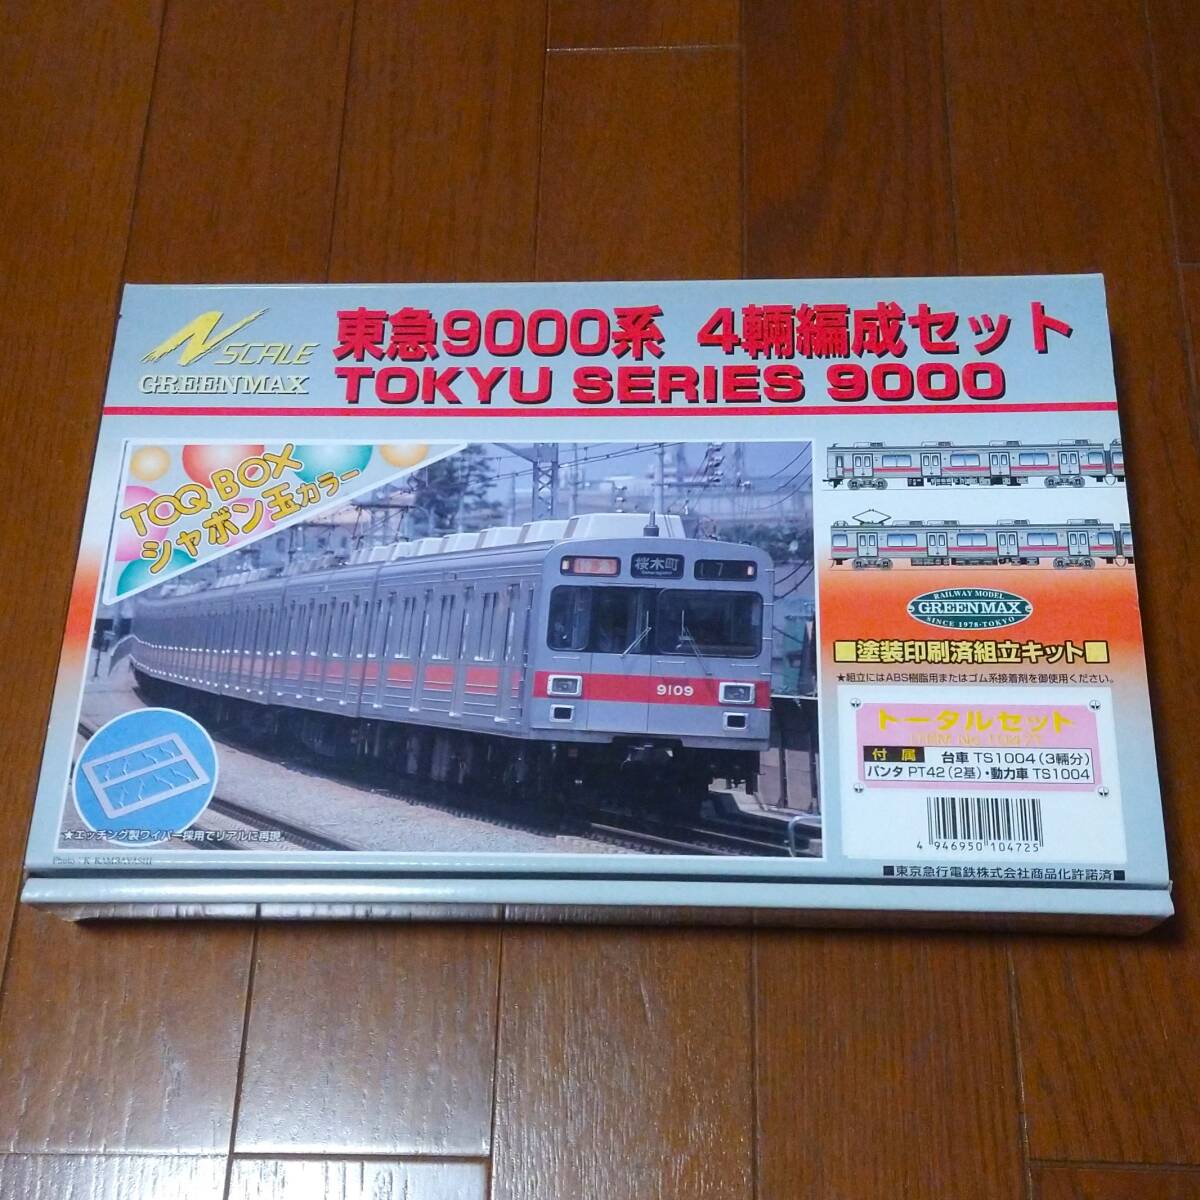 N SCALE
GREENMAX
東急9000系 4輛編成セット
TOKYU SERIES 9000
TOQ BOX
シャボン玉カラー
桜木町
17
9109
★エッチング製ワイパー採用でリアルに再現。
Photo : K. KAMBAYASHI
RAILWAY MODEL
GREENMAX
SINCE 1978・TOKYO
■塗装印刷済組立キット■
★組立にはABS樹脂用またはゴム系接着剤を御使用ください。
トータルセット
付属 台車 TS1004(3輛分)
パンタ PT42(2基)・動力車 TS1004
4 946950 104725
■東京急行電鉄株式会社商品化許諾済■